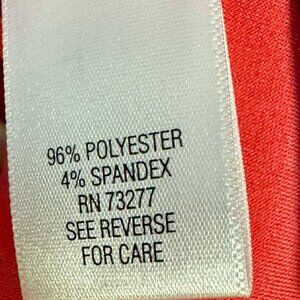 96% POLYESTER
4% SPANDEX
RN 73277
SEE REVERSE
FOR CARE